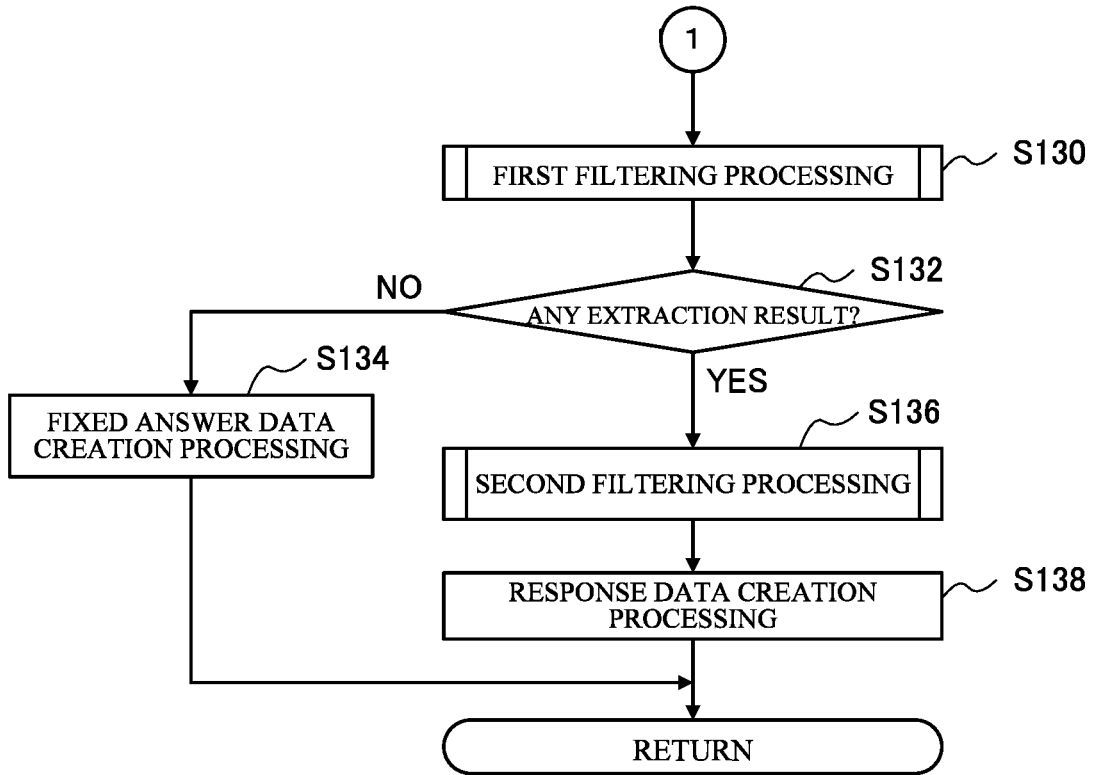 1
S130
FIRST FILTERING PROCESSING
S132
NO
ANY EXTRACTION RESULT?
S134
YES
FIXED ANSWER DATA
CREATION PROCESSING
S136
SECOND FILTERING PROCESSING
S138
RESPONSE DATA CREATION
PROCESSING
RETURN